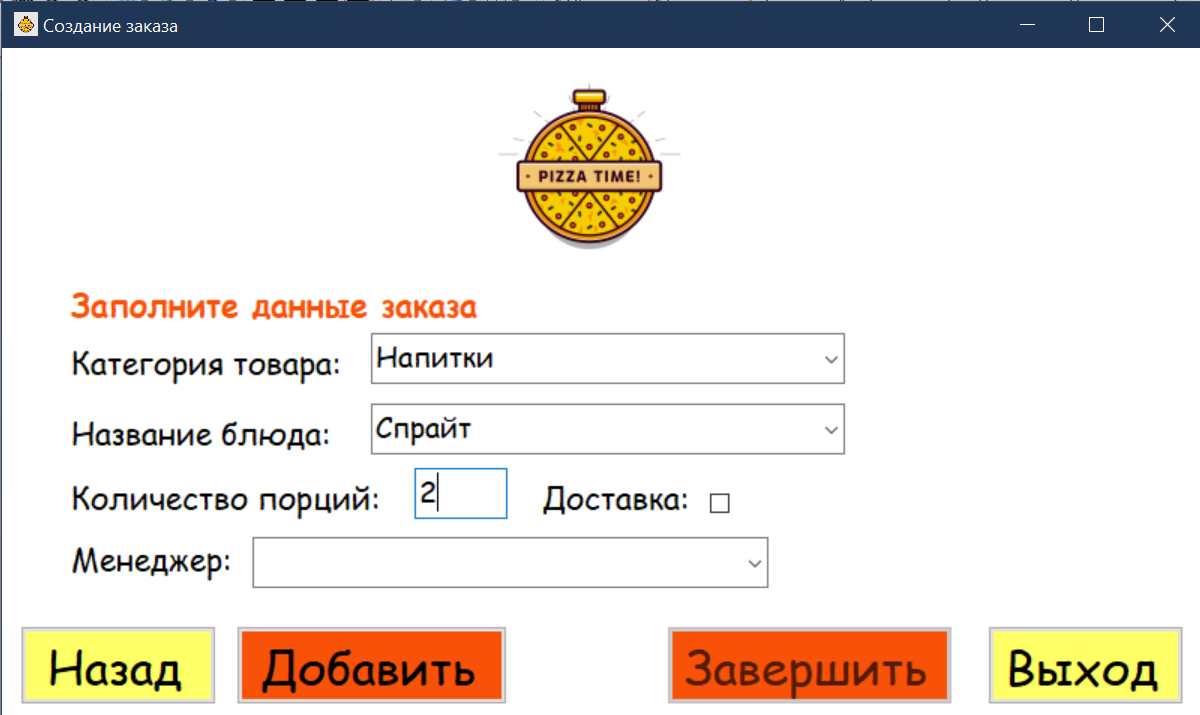 Создание заказа
· PIZZA TIME! ·
Заполните данные заказа
Категория товара: Напитки
Название блюда: Спрайт
Количество порций: 2 Доставка:
Менеджер:
Назад Добавить Завершить Выход